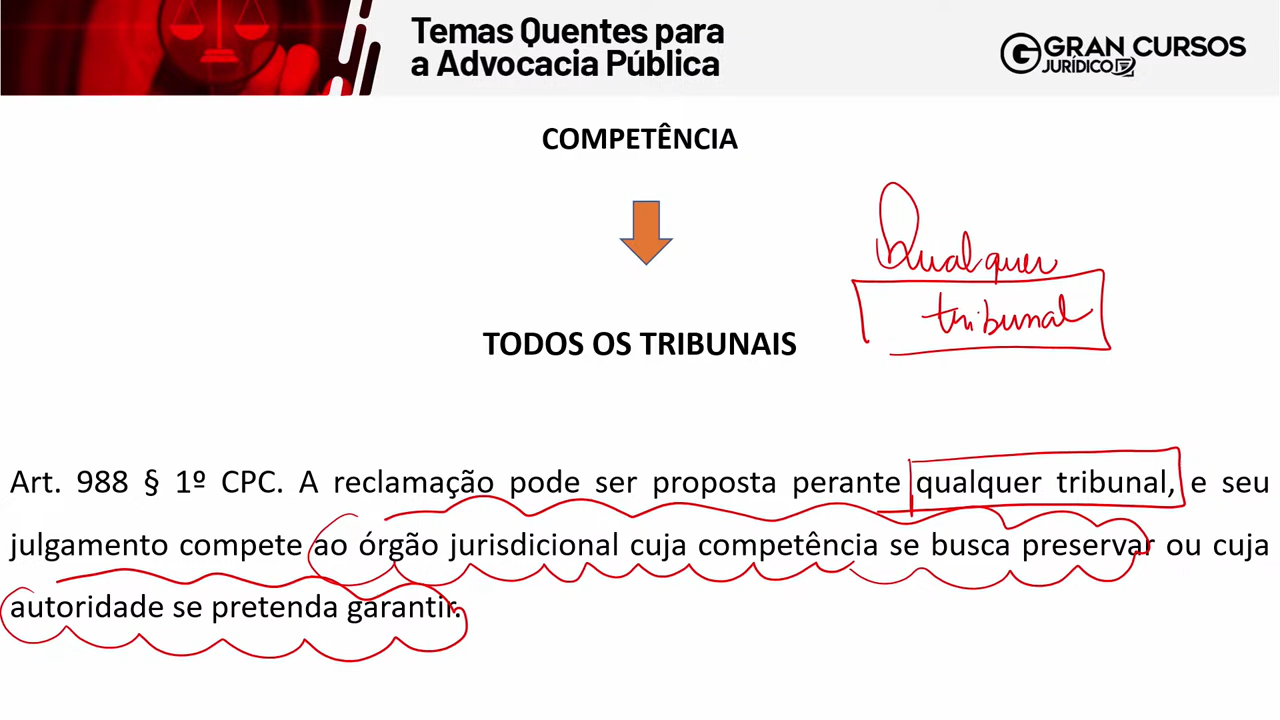 Temas Quentes para
a Advocacia Pública
GRAN CURSOS
JURÍDICO
COMPETÊNCIA
Qualquer
tribunal
TODOS OS TRIBUNAIS
Art. 988 § 1º CPC. A reclamação pode ser proposta perante qualquer tribunal, e seu
julgamento compete ao órgão jurisdicional cuja competência se busca preservar ou cuja
autoridade se pretenda garantir.